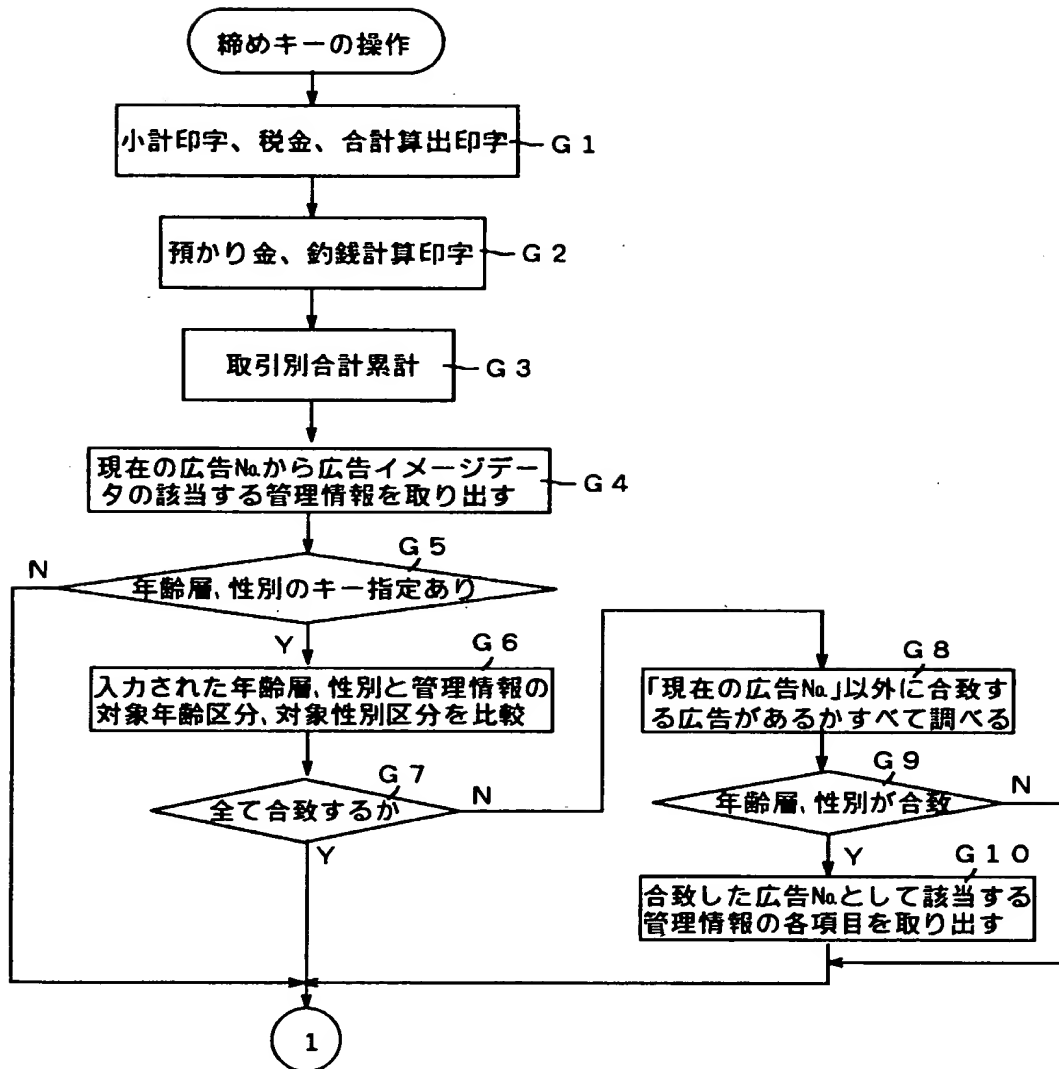 締めキーの操作
小計印字、税金、合計算出印字
G1
預かり金、釣銭計算印字
G2
取引別合計累計
G3
現在の広告№から広告イメージデー
タの該当する管理情報を取り出す
G4
G5
N
年齢層、性別のキー指定あり
Y
G6
入力された年齢層、性別と管理情報の
対象年齢区分、対象性別区分を比較
G7
全て合致するか
N
Y
G8
「現在の広告№」以外に合致す
る広告があるかすべて調べる
G9
年齢層、性別が合致
N
Y
G10
合致した広告№として該当する
管理情報の各項目を取り出す
1